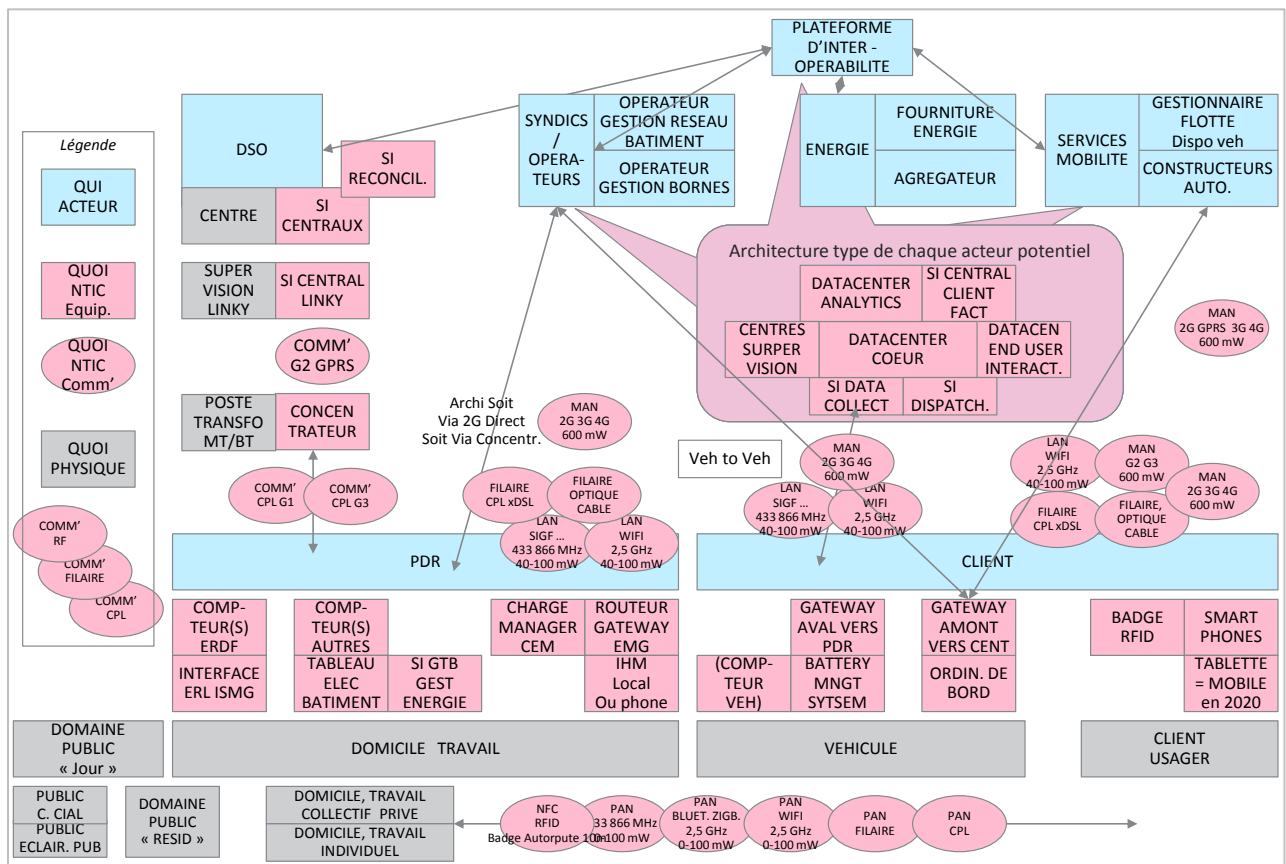 PLATEFORME
D'INTER -
OPERABILITE
Légende
QUI
ACTEUR
QUOI
NTIC
Equip.
QUOI
NTIC
Comm'
QUOI
PHYSIQUE
COMM'
RF
COMM'
FILAIRE
COMM'
CPL
DSO
SI
RECONCIL.
CENTRE
SI
CENTRAUX
SUPER
VISION
LINKY
SI CENTRAL
LINKY
COMM'
G2 GPRS
POSTE
TRANSFO
MT/BT
CONCEN
TRATEUR
COMM'
CPL G1
COMM'
CPL G3
SYNDICS
/
OPERA-
TEURS
OPERATEUR
GESTION RESEAU
BATIMENT
OPERATEUR
GESTION BORNES
ENERGIE
FOURNITURE
ENERGIE
AGREGATEUR
SERVICES
MOBILITE
GESTIONNAIRE
FLOTTE
Dispo veh
CONSTRUCTEURS
AUTO.
Architecture type de chaque acteur potentiel
DATACENTER
ANALYTICS
SI CENTRAL
CLIENT
FACT
CENTRES
SURPER
VISION
DATACENTER
COEUR
DATACEN
END USER
INTERACT.
SI DATA
COLLECT
SI
DISPATCH.
MAN
2G GPRS 3G 4G
600 mW
Archi Soit
Via 2G Direct
Soit Via Concentr.
MAN
2G 3G 4G
600 mW
FILAIRE
CPL xDSL
FILAIRE
OPTIQUE
CABLE
LAN
SIGF ...
433 866 MHz
40-100 mW
LAN
WIFI
2,5 GHz
40-100 mW
Veh to Veh
MAN
2G 3G 4G
600 mW
LAN
SIGF ...
433 866 MHz
40-100 mW
LAN
WIFI
2,5 GHz
40-100 mW
LAN
WIFI
2,5 GHz
40-100 mW
MAN
G2 G3
600 mW
MAN
2G 3G 4G
600 mW
FILAIRE
CPL xDSL
FILAIRE,
OPTIQUE
CABLE
PDR
CLIENT
COMP-
TEUR(S)
ERDF
COMP-
TEUR(S)
AUTRES
CHARGE
MANAGER
CEM
ROUTEUR
GATEWAY
EMG
INTERFACE
ERL ISMG
TABLEAU
ELEC
BATIMENT
SI GTB
GEST
ENERGIE
IHM
Local
Ou phone
GATEWAY
AVAL VERS
PDR
GATEWAY
AMONT
VERS CENT
BADGE
RFID
SMART
PHONES
(COMP-
TEUR
VEH)
BATTERY
MNGT
SYTSEM
ORDIN. DE
BORD
TABLETTE
= MOBILE
en 2020
DOMAINE
PUBLIC
« Jour »
DOMICILE TRAVAIL
VEHICULE
CLIENT
USAGER
PUBLIC
C. CIAL
PUBLIC
ECLAIR. PUB
DOMAINE
PUBLIC
« RESID »
DOMICILE, TRAVAIL
COLLECTIF PRIVE
DOMICILE, TRAVAIL
INDIVIDUEL
NFC
RFID
Badge Autorpute 10m
PAN
33 866 MHz
0-100 mW
PAN
BLUET. ZIGB.
2,5 GHz
0-100 mW
PAN
WIFI
2,5 GHz
0-100 mW
PAN
FILAIRE
PAN
CPL